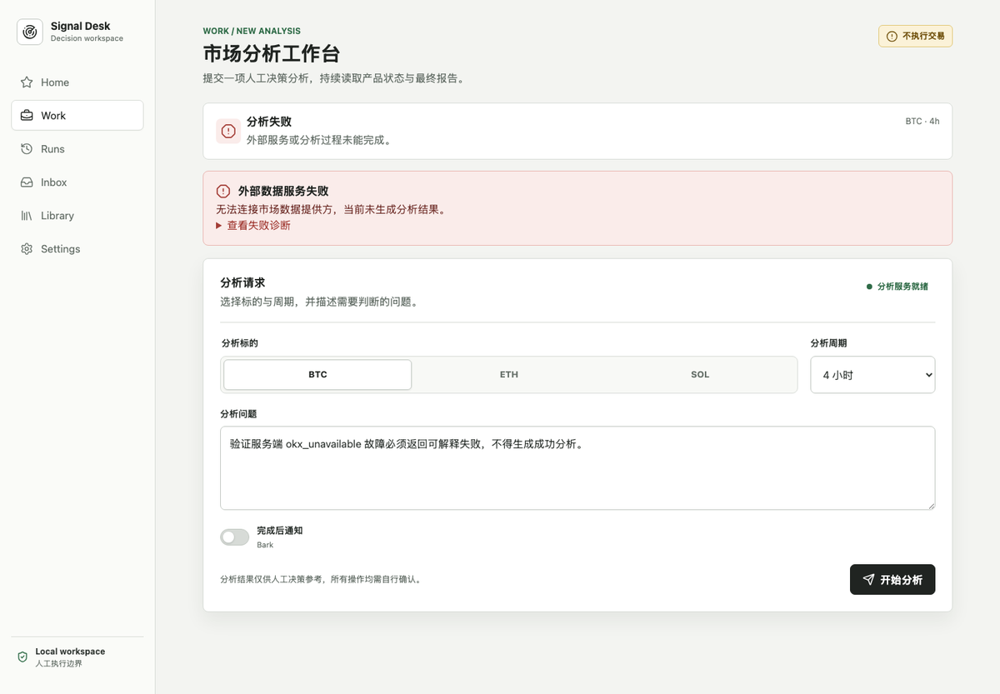 Signal Desk
Decision workspace
Home
Work
Runs
Inbox
Library
Settings
Local workspace
人工执行边界
WORK / NEW ANALYSIS
市场分析工作台
提交一项人工决策分析，持续读取产品状态与最终报告。
不执行交易
分析失败
外部服务或分析过程未能完成。
BTC · 4h
外部数据服务失败
无法连接市场数据提供方，当前未生成分析结果。
查看失败诊断
分析请求
选择标的与周期，并描述需要判断的问题。
分析服务就绪
分析标的
BTC
ETH
SOL
分析周期
4 小时
分析问题
验证服务端 okx_unavailable 故障必须返回可解释失败，不得生成成功分析。
完成后通知
Bark
分析结果仅供人工决策参考，所有操作均需自行确认。
开始分析